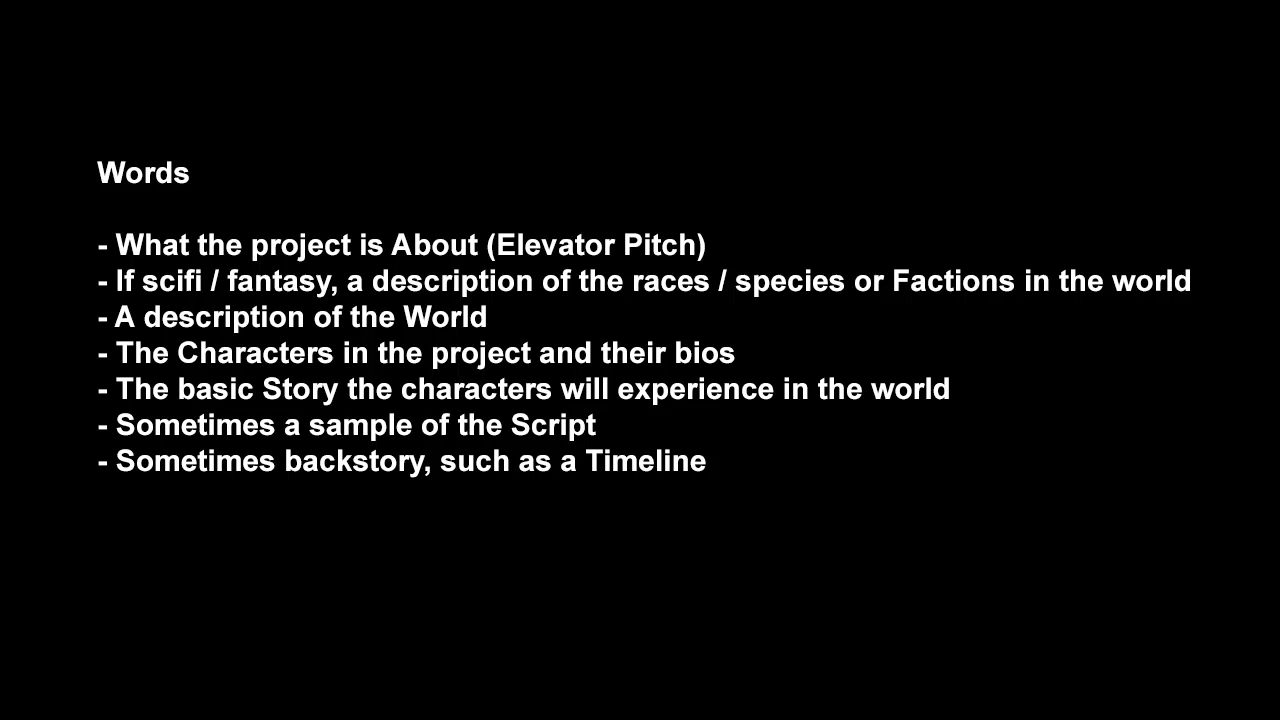 Words
- What the project is About (Elevator Pitch)
- If scifi / fantasy, a description of the races / species or Factions in the world
- A description of the World
- The Characters in the project and their bios
- The basic Story the characters will experience in the world
- Sometimes a sample of the Script
- Sometimes backstory, such as a Timeline